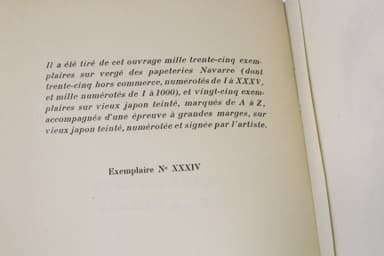 Il a été tiré de cet ouvrage mille trente-cinq exem-
plaires sur vergé des papeteries Navarre (dont
trente-cinq hors commerce, numérotés de I à XXXV,
et mille numérotés de 1 à 1000), et vingt-cinq exem-
plaires sur vieux japon teinté, marqués de A à Z,
accompagnés d'une épreuve à grandes marges, sur
vieux japon teinté, numérotée et signée par l'artiste.
Exemplaire Nº XXXIV